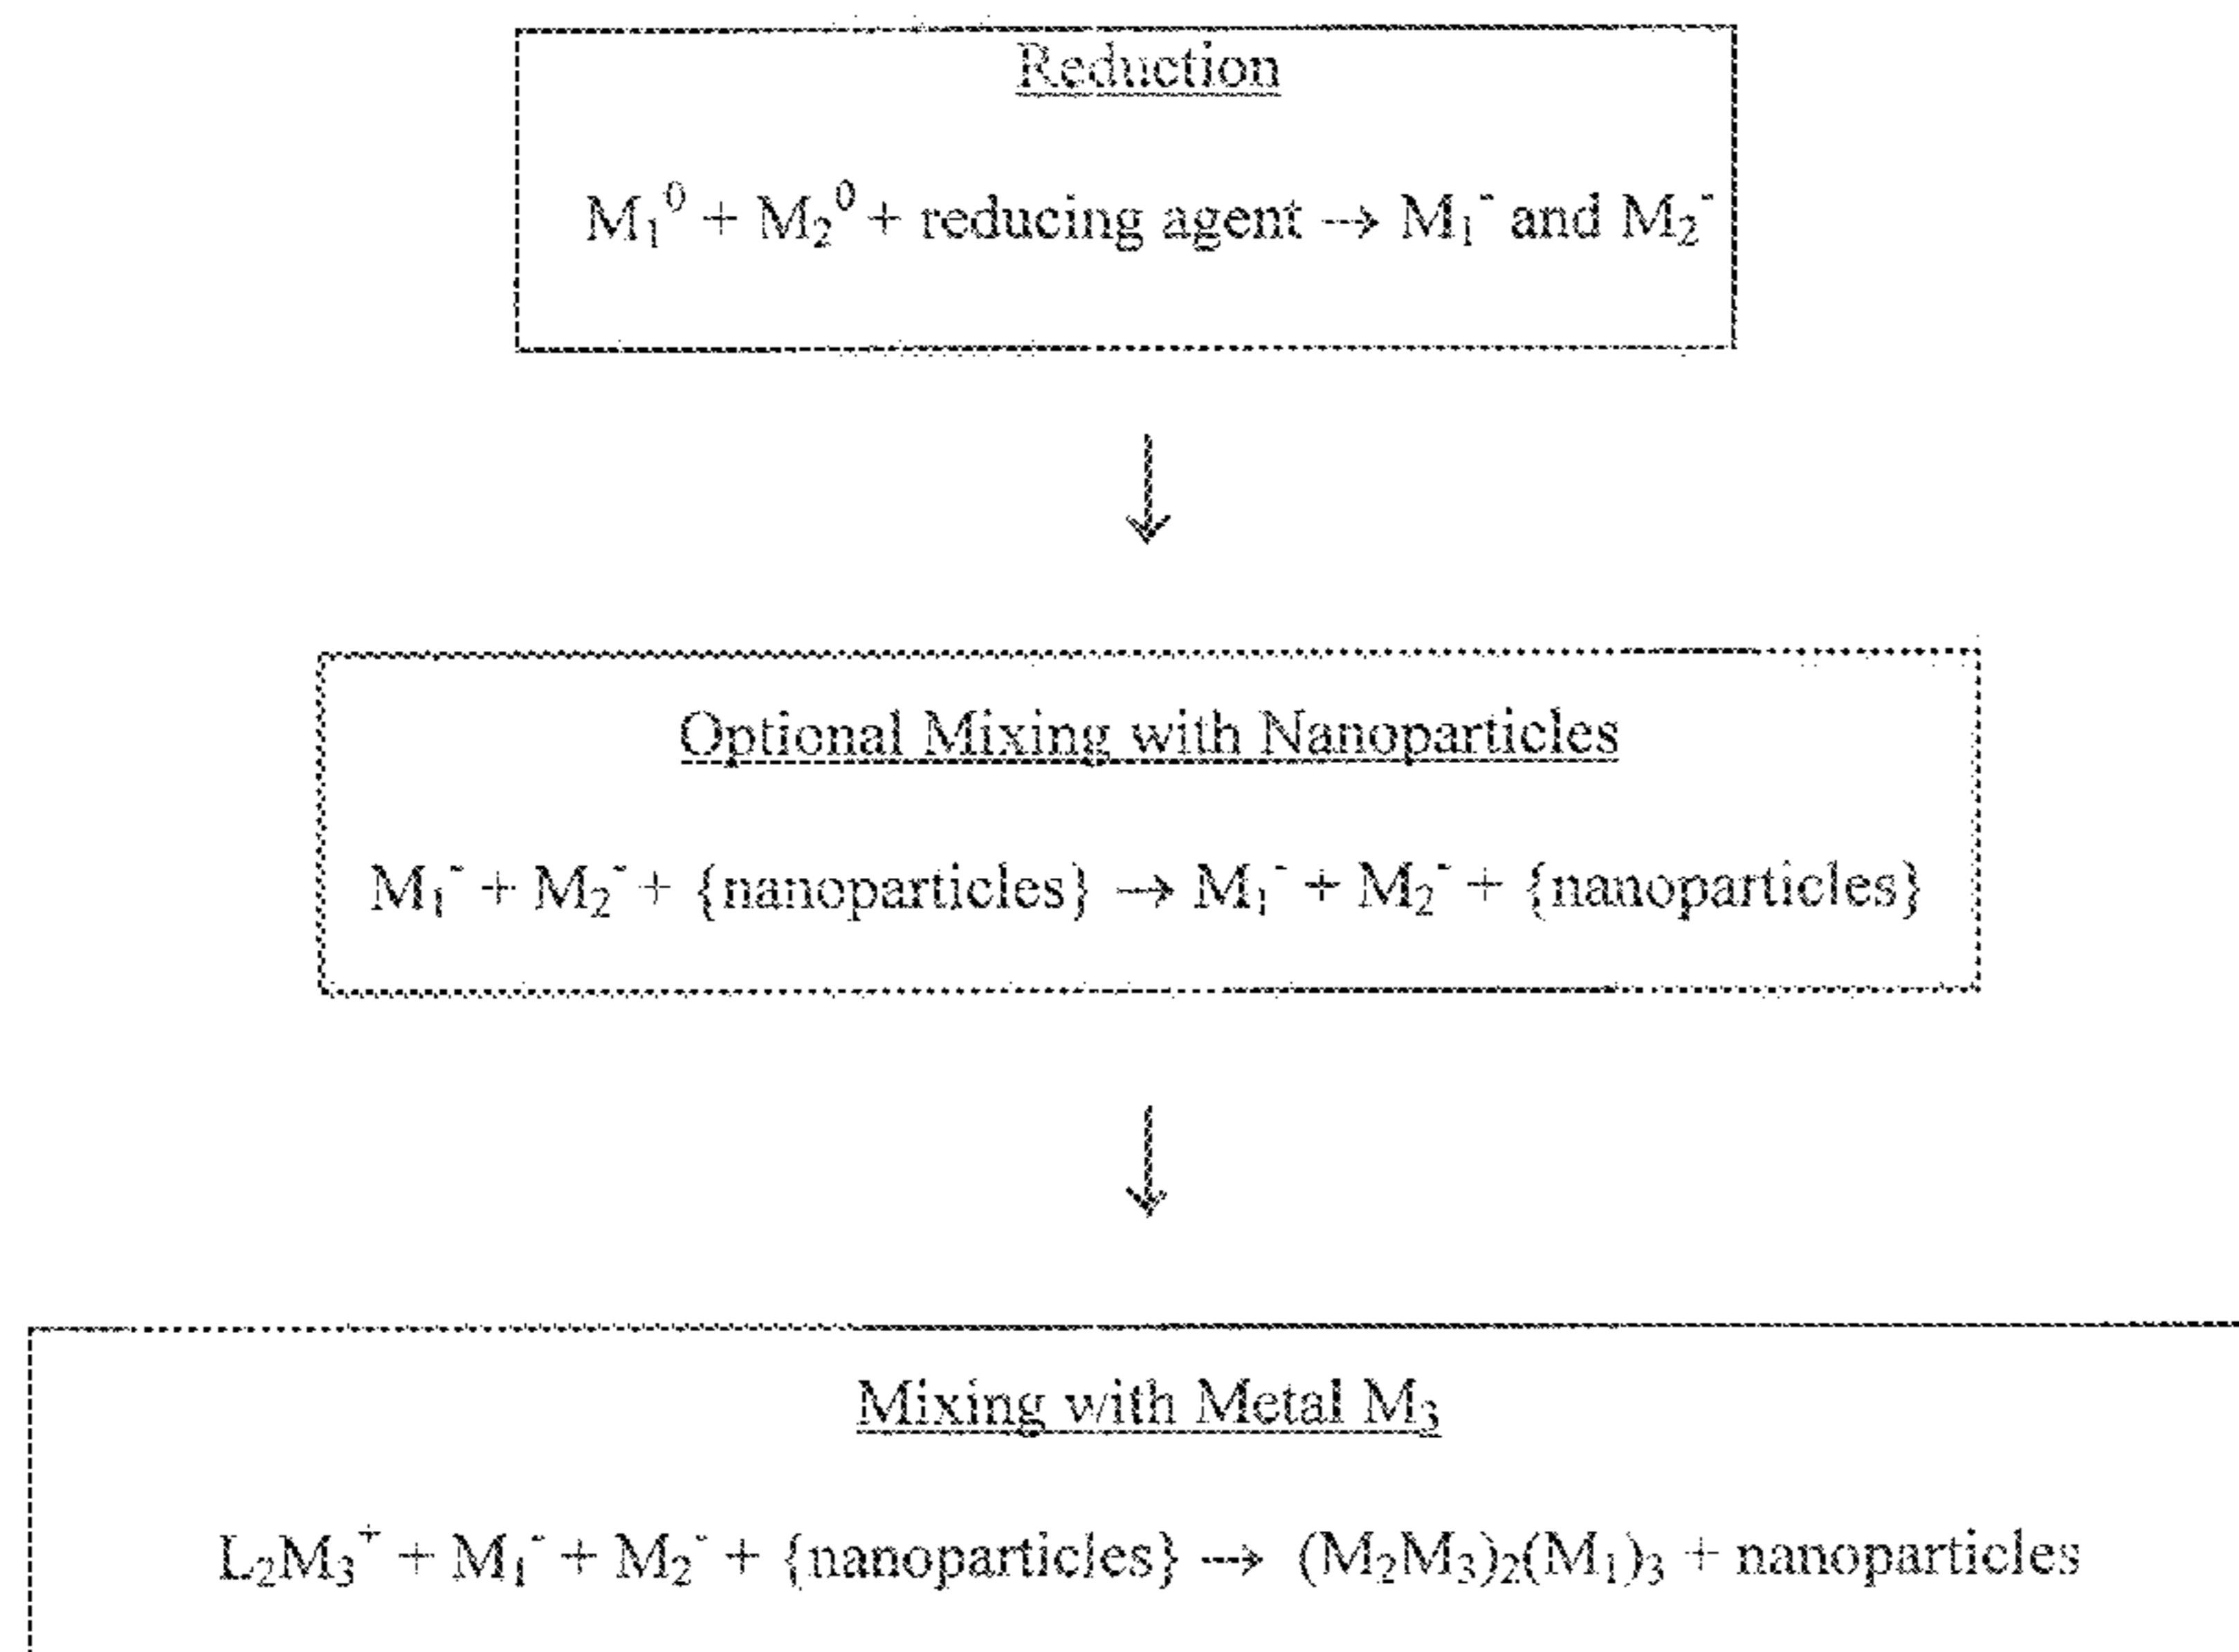 Reduction
M₁⁰ + M₂⁰ + reducing agent → M₁⁻ and M₂⁻
Optional Mixing with Nanoparticles
M₁⁻ + M₂⁻ + {nanoparticles} → M₁⁻ + M₂⁻ + {nanoparticles}
Mixing with Metal M₃
L₂M₃⁺ + M₁⁻ + M₂⁻ + {nanoparticles} → (M₂M₃)₂(M₁)₃ + nanoparticles